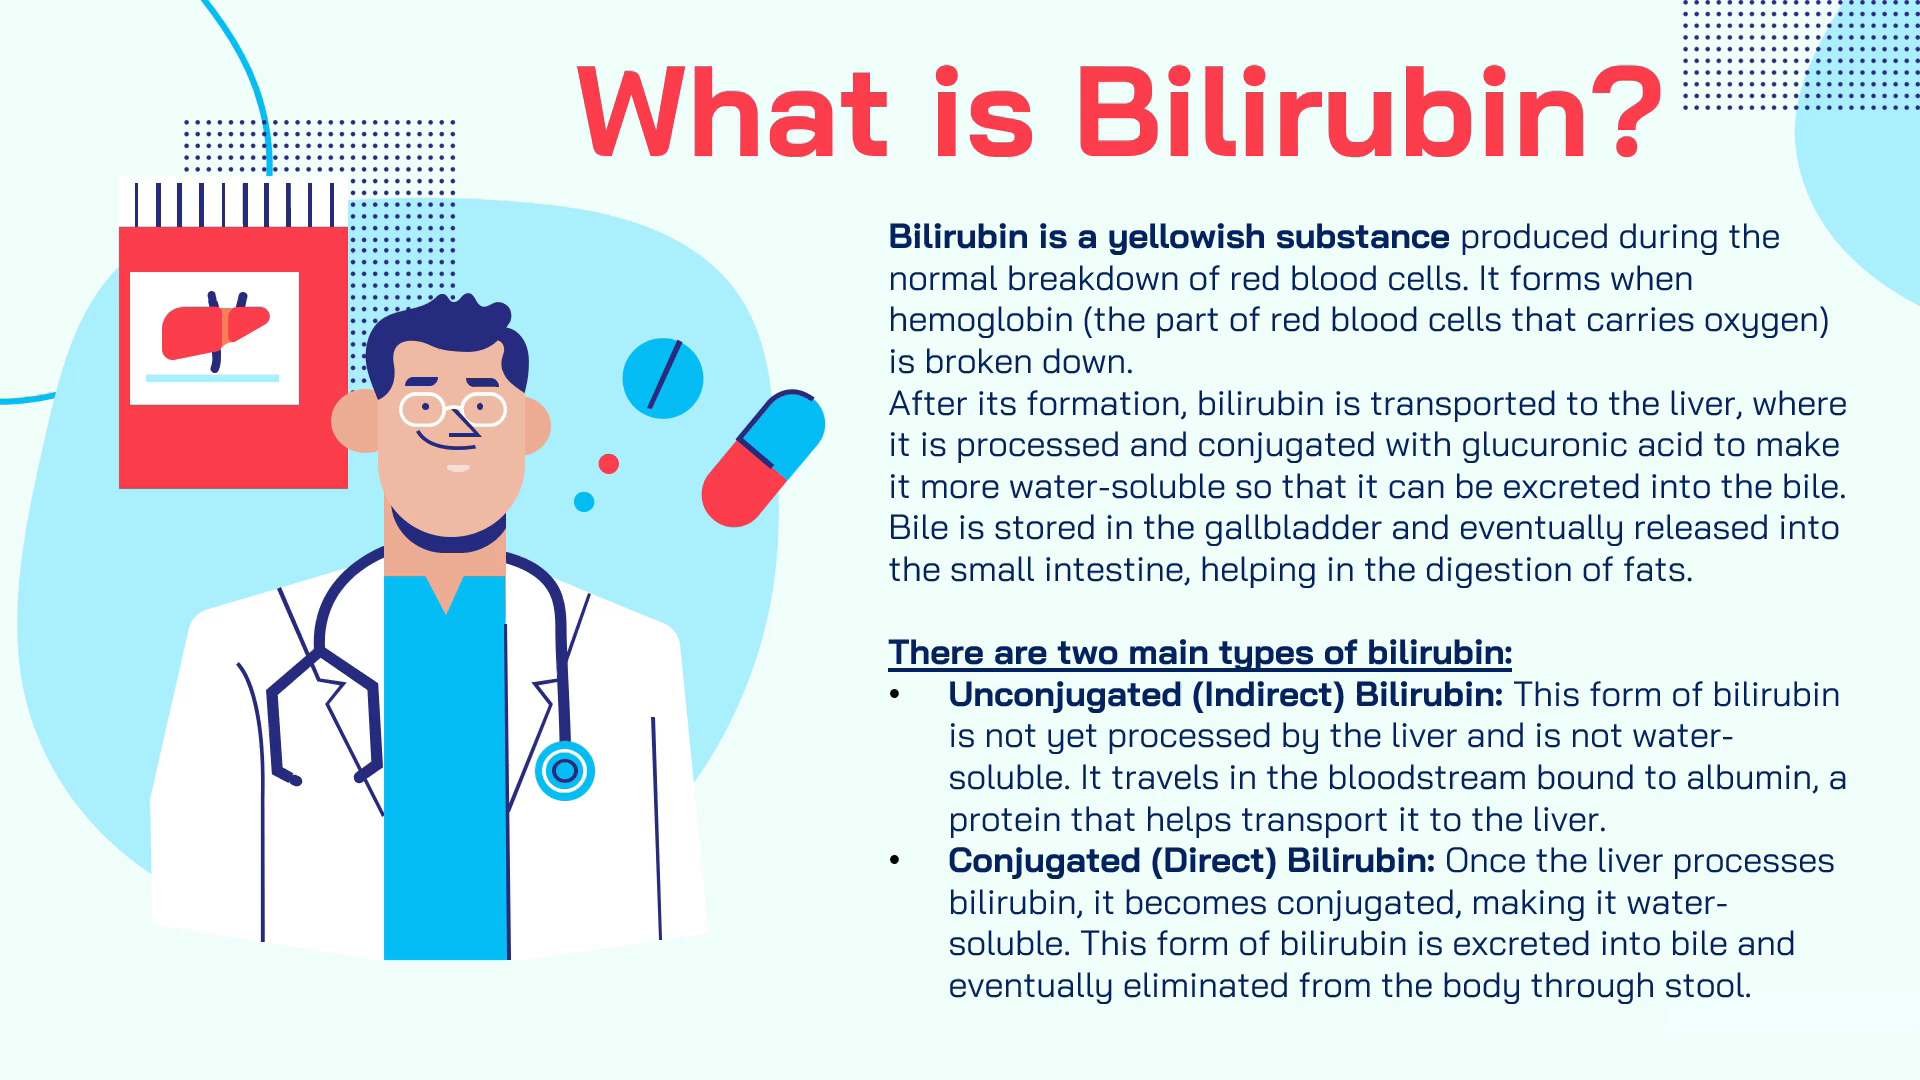 What is Bilirubin?
Bilirubin is a yellowish substance produced during the
normal breakdown of red blood cells. It forms when
hemoglobin (the part of red blood cells that carries oxygen)
is broken down.
After its formation, bilirubin is transported to the liver, where
it is processed and conjugated with glucuronic acid to make
it more water-soluble so that it can be excreted into the bile.
Bile is stored in the gallbladder and eventually released into
the small intestine, helping in the digestion of fats.
There are two main types of bilirubin:
• Unconjugated (Indirect) Bilirubin: This form of bilirubin
is not yet processed by the liver and is not water-
soluble. It travels in the bloodstream bound to albumin, a
protein that helps transport it to the liver.
• Conjugated (Direct) Bilirubin: Once the liver processes
bilirubin, it becomes conjugated, making it water-
soluble. This form of bilirubin is excreted into bile and
eventually eliminated from the body through stool.